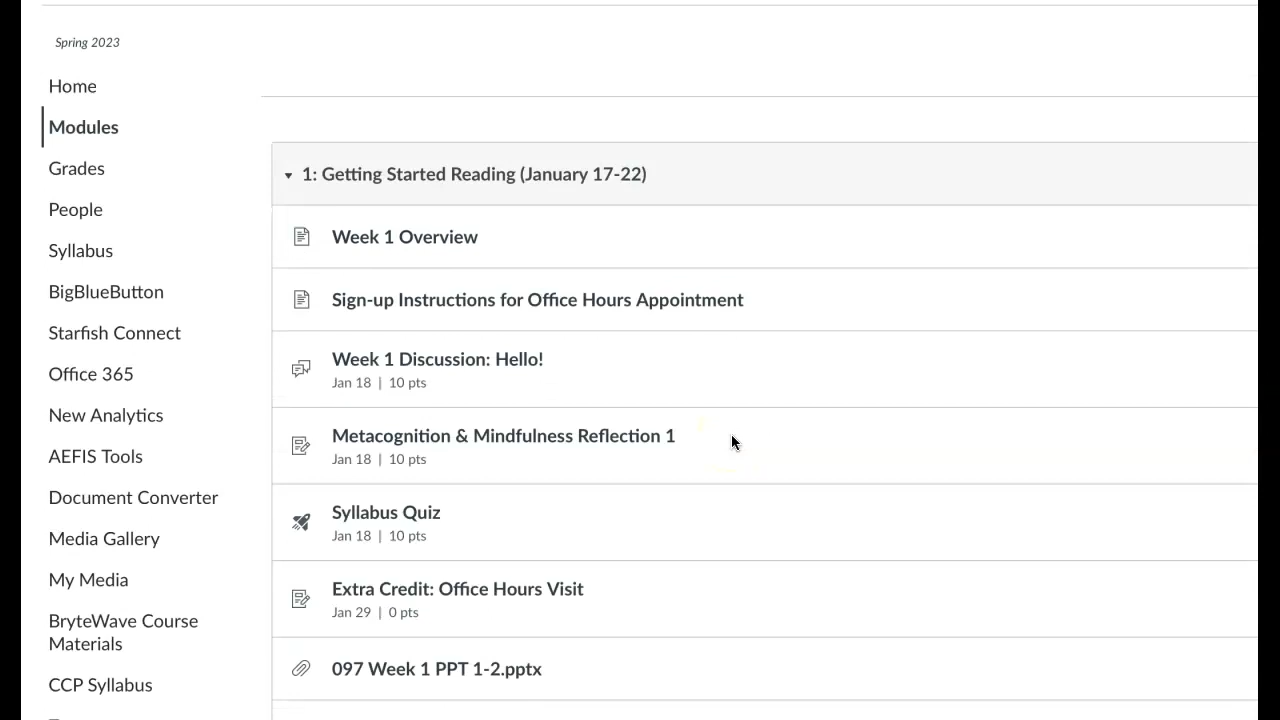 Spring 2023
Home
Modules
Grades
People
Syllabus
BigBlueButton
Starfish Connect
Office 365
New Analytics
AEFIS Tools
Document Converter
Media Gallery
My Media
BryteWave Course
Materials
CCP Syllabus
1: Getting Started Reading (January 17-22)
Week 1 Overview
Sign-up Instructions for Office Hours Appointment
Week 1 Discussion: Hello!
Jan 18 | 10 pts
Metacognition & Mindfulness Reflection 1
Jan 18 | 10 pts
Syllabus Quiz
Jan 18 | 10 pts
Extra Credit: Office Hours Visit
Jan 29 | 0 pts
097 Week 1 PPT 1-2.pptx